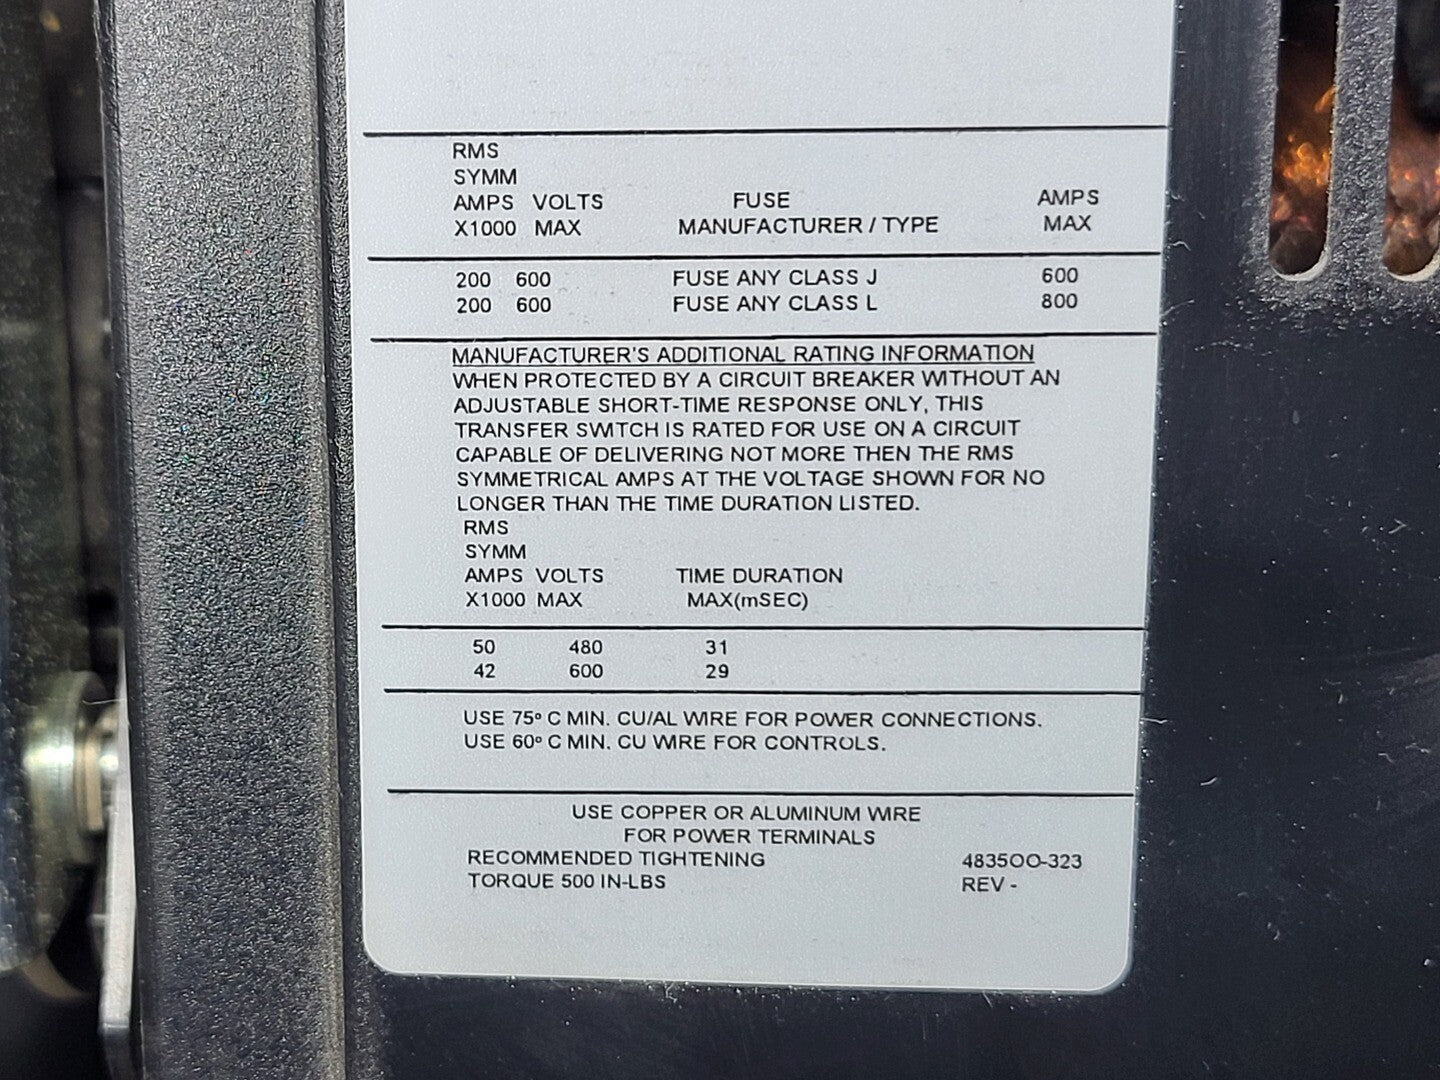 RMS
SYMM
AMPS VOLTS FUSE AMPS
X1000 MAX MANUFACTURER / TYPE MAX
200 600 FUSE ANY CLASS J 600
200 600 FUSE ANY CLASS L 800
MANUFACTURER'S ADDITIONAL RATING INFORMATION
WHEN PROTECTED BY A CIRCUIT BREAKER WITHOUT AN
ADJUSTABLE SHORT-TIME RESPONSE ONLY, THIS
TRANSFER SWITCH IS RATED FOR USE ON A CIRCUIT
CAPABLE OF DELIVERING NOT MORE THEN THE RMS
SYMMETRICAL AMPS AT THE VOLTAGE SHOWN FOR NO
LONGER THAN THE TIME DURATION LISTED.
RMS
SYMM
AMPS VOLTS TIME DURATION
X1000 MAX MAX(mSEC)
50 480 31
42 600 29
USE 75º C MIN. CU/AL WIRE FOR POWER CONNECTIONS.
USE 60º C MIN. CU WIRE FOR CONTROLS.
USE COPPER OR ALUMINUM WIRE
FOR POWER TERMINALS
RECOMMENDED TIGHTENING 4835OO-323
TORQUE 500 IN-LBS REV -